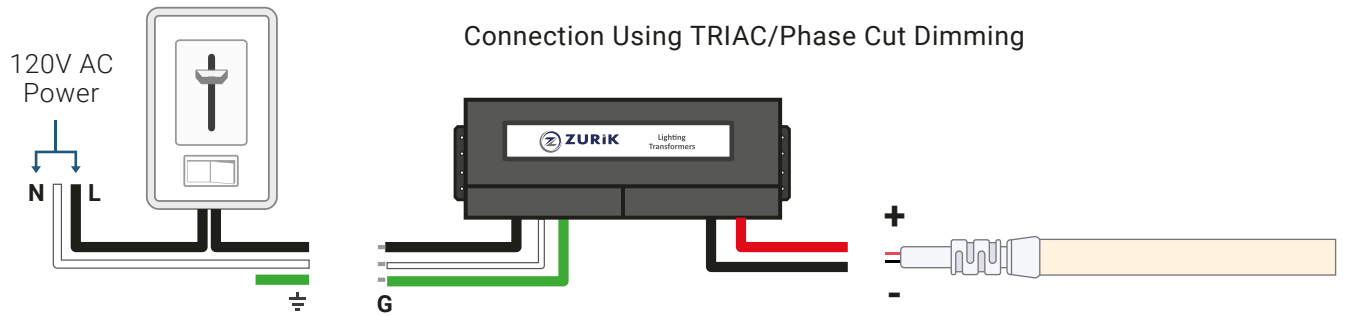 Connection Using TRIAC/Phase Cut Dimming
120V AC
Power
N L
ZURiK
Lighting
Transformers
G
+
-